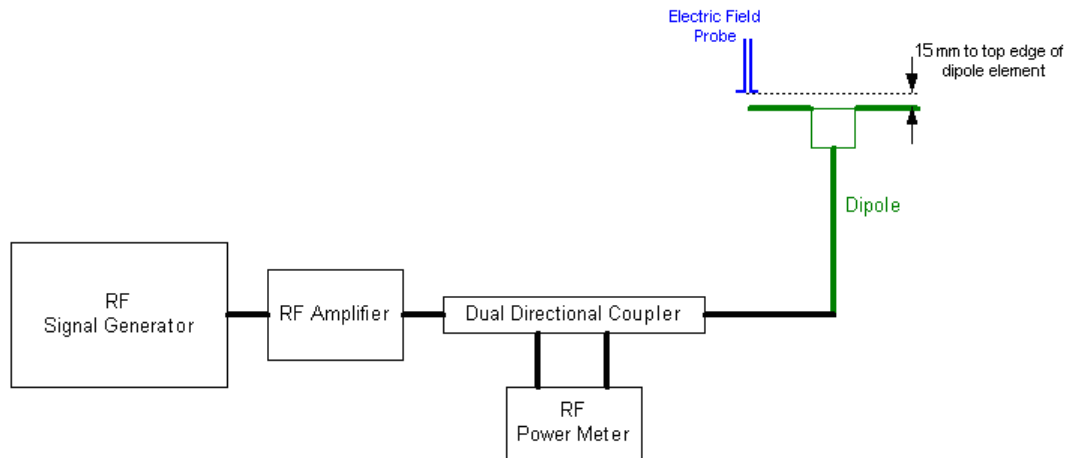 Electric Field
Probe
15 mm to top edge of
dipole element
Dipole
RF
Signal Generator
RF Amplifier
Dual Directional Coupler
RF
Power Meter